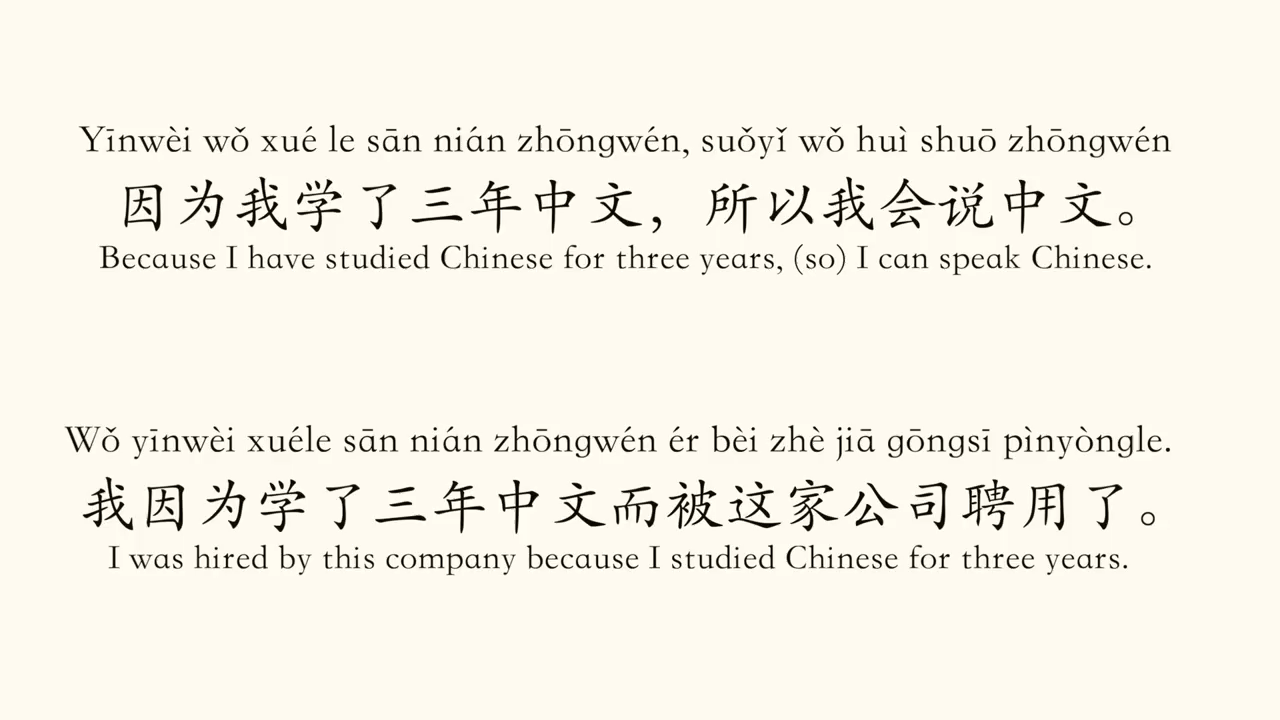 Yīnwèi wǒ xué le sān nián zhōngwén, suǒyǐ wǒ huì shuō zhōngwén
因为我学了三年中文，所以我会说中文。
Because I have studied Chinese for three years, (so) I can speak Chinese.
Wǒ yīnwèi xuéle sān nián zhōngwén ér bèi zhè jiā gōngsī pìnyòngle.
我因为学了三年中文而被这家公司聘用了。
I was hired by this company because I studied Chinese for three years.